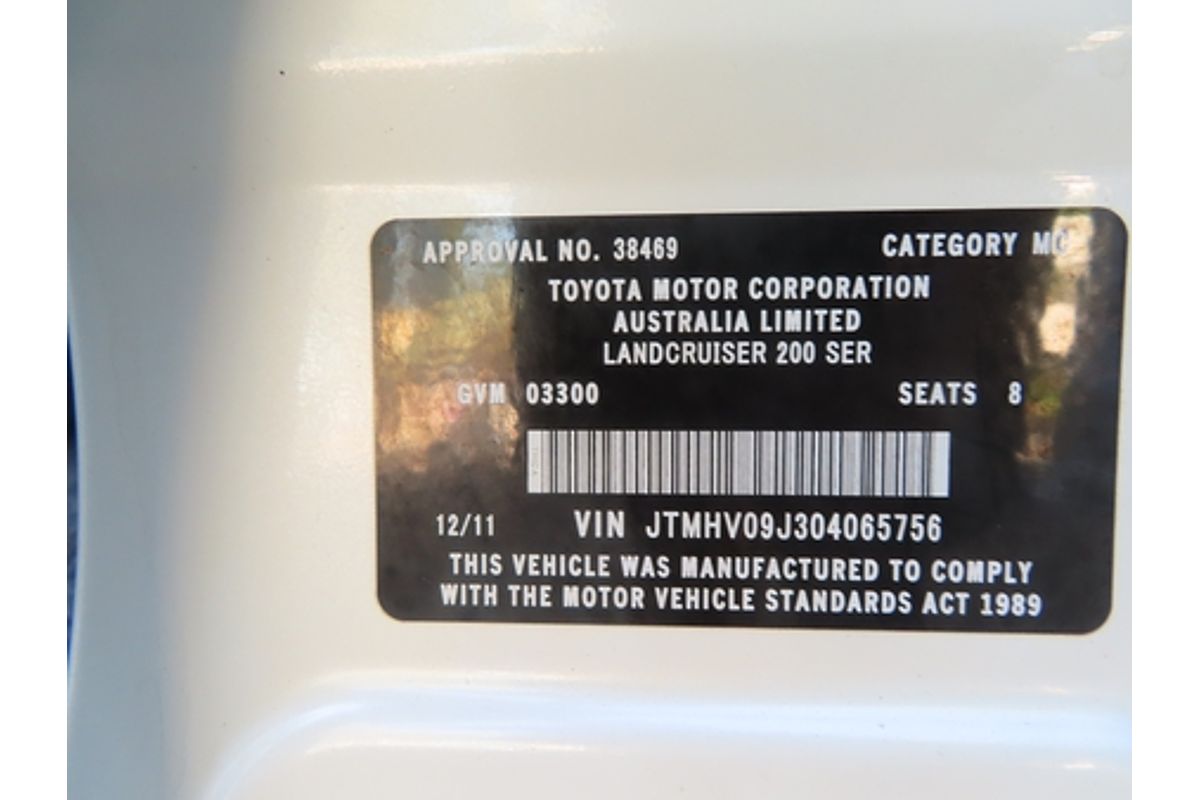 APPROVAL NO. 38469 CATEGORY MC
TOYOTA MOTOR CORPORATION
AUSTRALIA LIMITED
LANDCRUISER 200 SER
GVM 03300 SEATS 8
12/11 VIN JTMHV09J304065756
THIS VEHICLE WAS MANUFACTURED TO COMPLY
WITH THE MOTOR VEHICLE STANDARDS ACT 1989